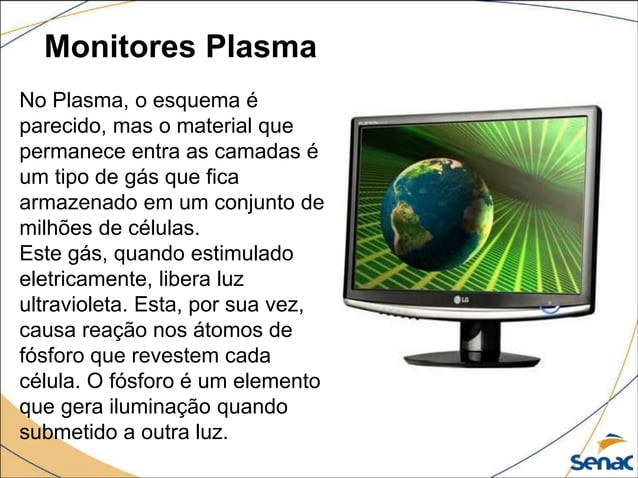 Monitores Plasma
No Plasma, o esquema é
parecido, mas o material que
permanece entra as camadas é
um tipo de gás que fica
armazenado em um conjunto de
milhões de células.
Este gás, quando estimulado
eletricamente, libera luz
ultravioleta. Esta, por sua vez,
causa reação nos átomos de
fósforo que revestem cada
célula. O fósforo é um elemento
que gera iluminação quando
submetido a outra luz.
LG
Senac